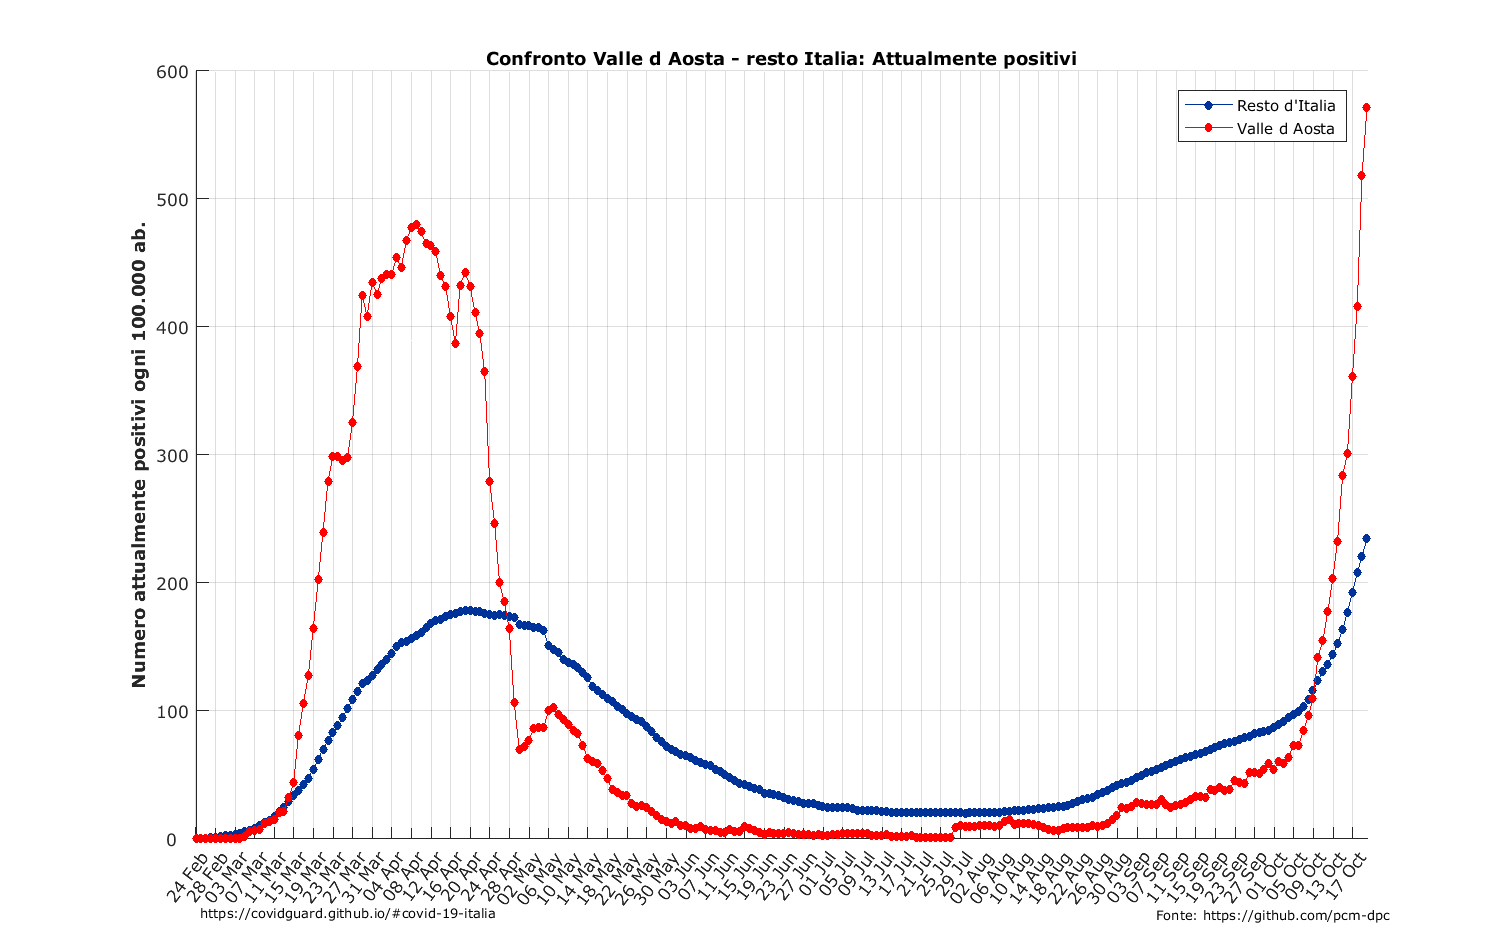 Confronto Valle d Aosta - resto Italia: Attualmente positivi
600
500
400
300
200
100
0
Numero attualmente positivi ogni 100.000 ab.
Resto d'Italia
Valle d Aosta
24 Feb
28 Feb
03 Mar
07 Mar
11 Mar
15 Mar
19 Mar
23 Mar
27 Mar
31 Mar
04 Apr
08 Apr
12 Apr
16 Apr
20 Apr
24 Apr
28 Apr
02 May
06 May
10 May
14 May
18 May
22 May
26 May
30 May
03 Jun
07 Jun
11 Jun
15 Jun
19 Jun
23 Jun
27 Jun
01 Jul
05 Jul
09 Jul
13 Jul
17 Jul
21 Jul
25 Jul
29 Jul
02 Aug
06 Aug
10 Aug
14 Aug
18 Aug
22 Aug
26 Aug
30 Aug
03 Sep
07 Sep
11 Sep
15 Sep
19 Sep
23 Sep
27 Sep
01 Oct
05 Oct
09 Oct
13 Oct
17 Oct
https://covidguard.github.io/#covid-19-italia
Fonte: https://github.com/pcm-dpc